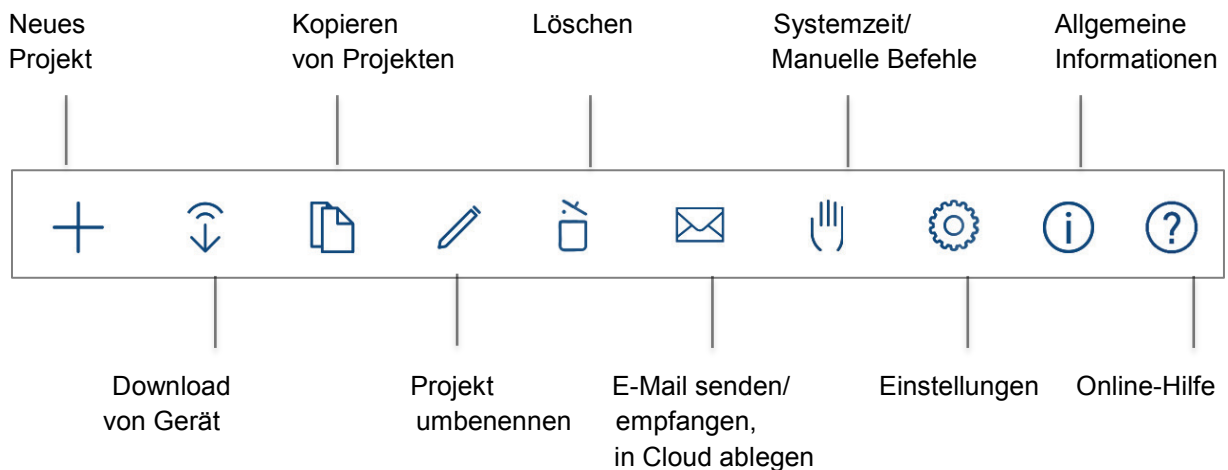 Neues
Projekt
Kopieren
von Projekten
Löschen
Systemzeit/
Manuelle Befehle
Allgemeine
Informationen
Download
von Gerät
Projekt
umbenennen
E-Mail senden/
empfangen,
in Cloud ablegen
Einstellungen
Online-Hilfe